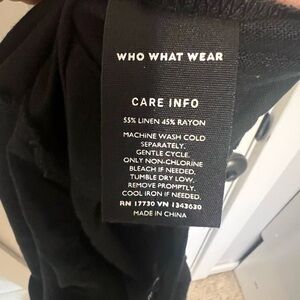 WHO WHAT WEAR
CARE INFO
55% LINEN 45% RAYON
MACHINE WASH COLD
SEPARATELY.
GENTLE CYCLE.
ONLY NON-CHLORINE
BLEACH IF NEEDED.
TUMBLE DRY LOW.
REMOVE PROMPTLY.
COOL IRON IF NEEDED.
RN 17730 VN 1343630
MADE IN CHINA